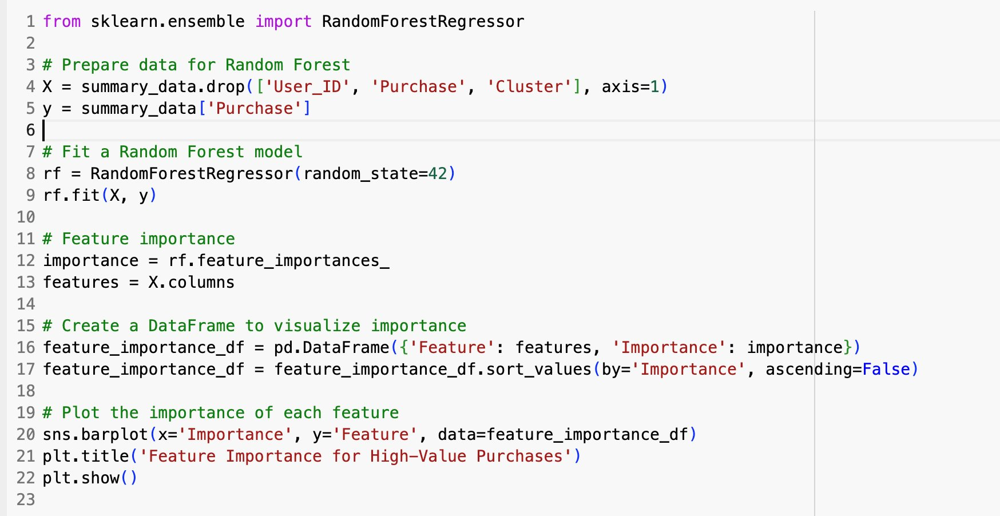 1 from sklearn.ensemble import RandomForestRegressor
2
3 # Prepare data for Random Forest
4 X = summary_data.drop(['User_ID', 'Purchase', 'Cluster'], axis=1)
5 y = summary_data['Purchase']
6
7 # Fit a Random Forest model
8 rf = RandomForestRegressor(random_state=42)
9 rf.fit(X, y)
10
11 # Feature importance
12 importance = rf.feature_importances_
13 features = X.columns
14
15 # Create a DataFrame to visualize importance
16 feature_importance_df = pd.DataFrame({'Feature': features, 'Importance': importance})
17 feature_importance_df = feature_importance_df.sort_values(by='Importance', ascending=False)
18
19 # Plot the importance of each feature
20 sns.barplot(x='Importance', y='Feature', data=feature_importance_df)
21 plt.title('Feature Importance for High-Value Purchases')
22 plt.show()
23